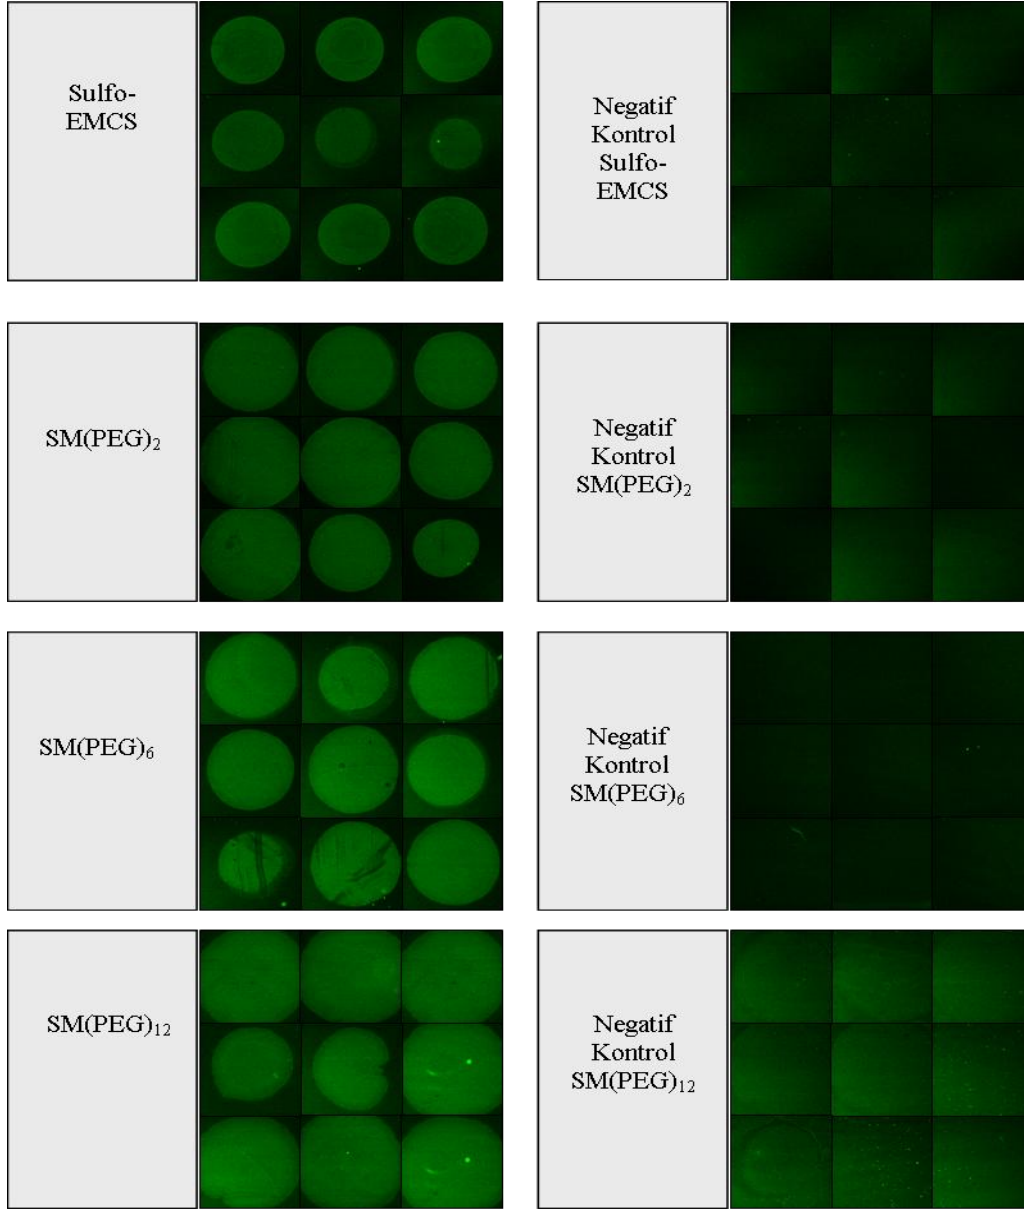 Sulfo-
EMCS
Negatif
Kontrol
Sulfo-
EMCS
SM(PEG)₂
Negatif
Kontrol
SM(PEG)₂
SM(PEG)₆
Negatif
Kontrol
SM(PEG)₆
SM(PEG)₁₂
Negatif
Kontrol
SM(PEG)₁₂